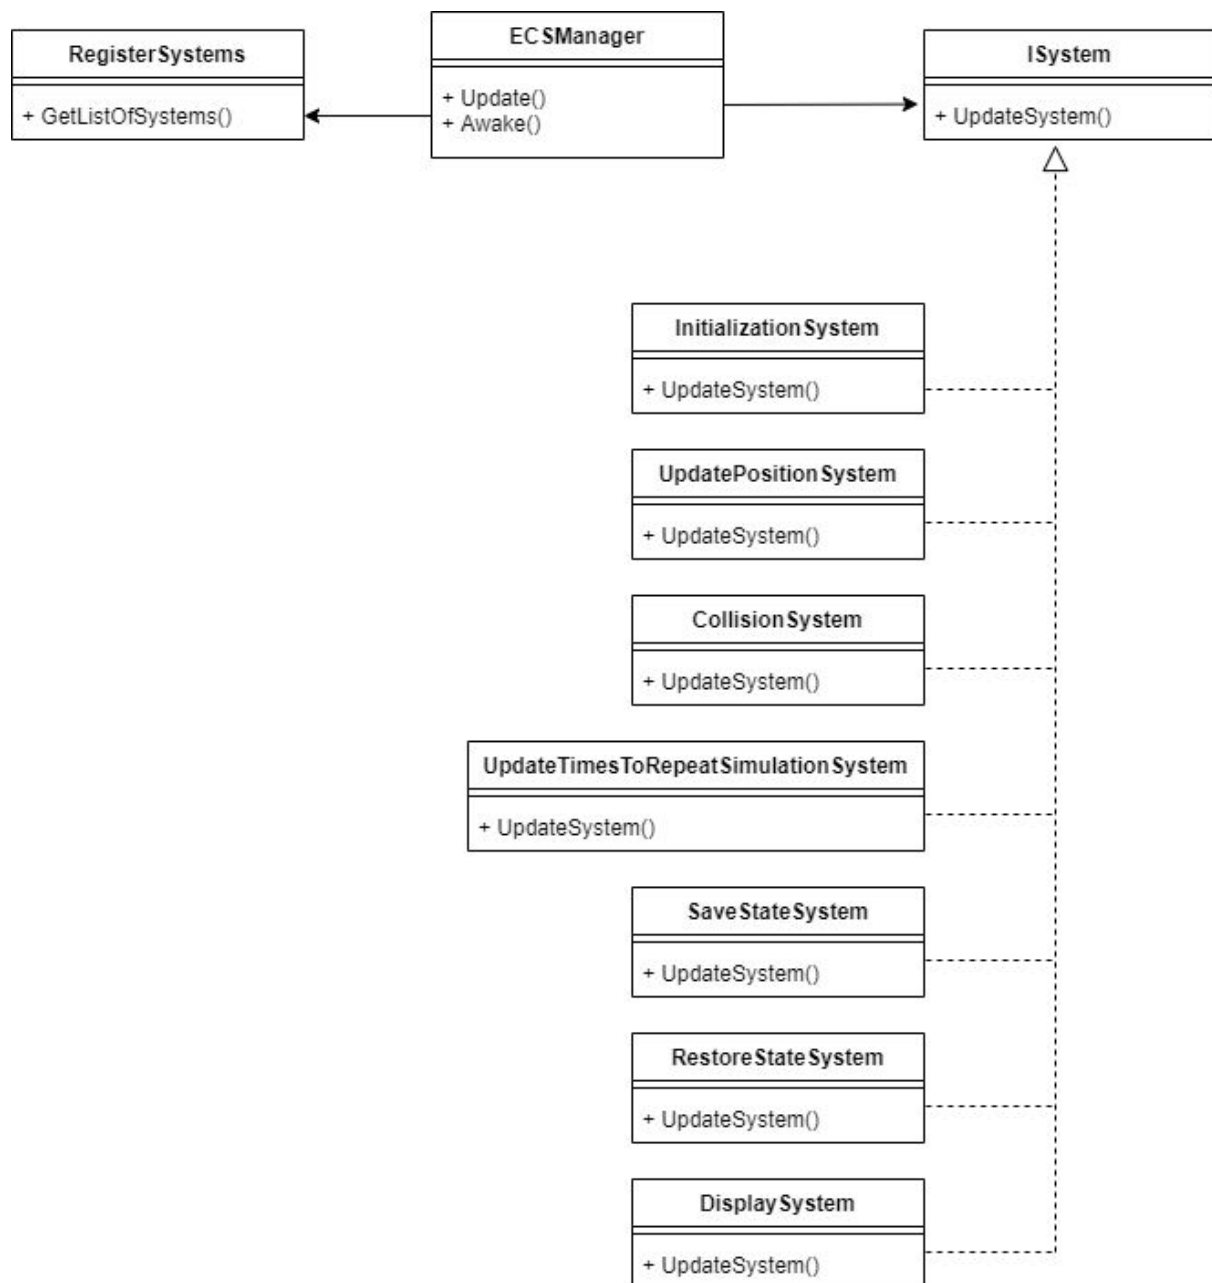 RegisterSystems
+ GetListOfSystems()
ECSManager
+ Update()
+ Awake()
ISystem
+ UpdateSystem()
InitializationSystem
+ UpdateSystem()
UpdatePositionSystem
+ UpdateSystem()
CollisionSystem
+ UpdateSystem()
UpdateTimesToRepeatSimulationSystem
+ UpdateSystem()
SaveStateSystem
+ UpdateSystem()
RestoreStateSystem
+ UpdateSystem()
DisplaySystem
+ UpdateSystem()